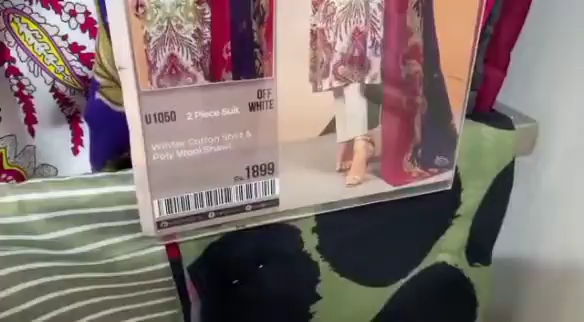 OFF
WHITE
U1050 2 Piece Suit
Winter Cotton Shirt &
Poly Wool Shawl
Rs. 1899